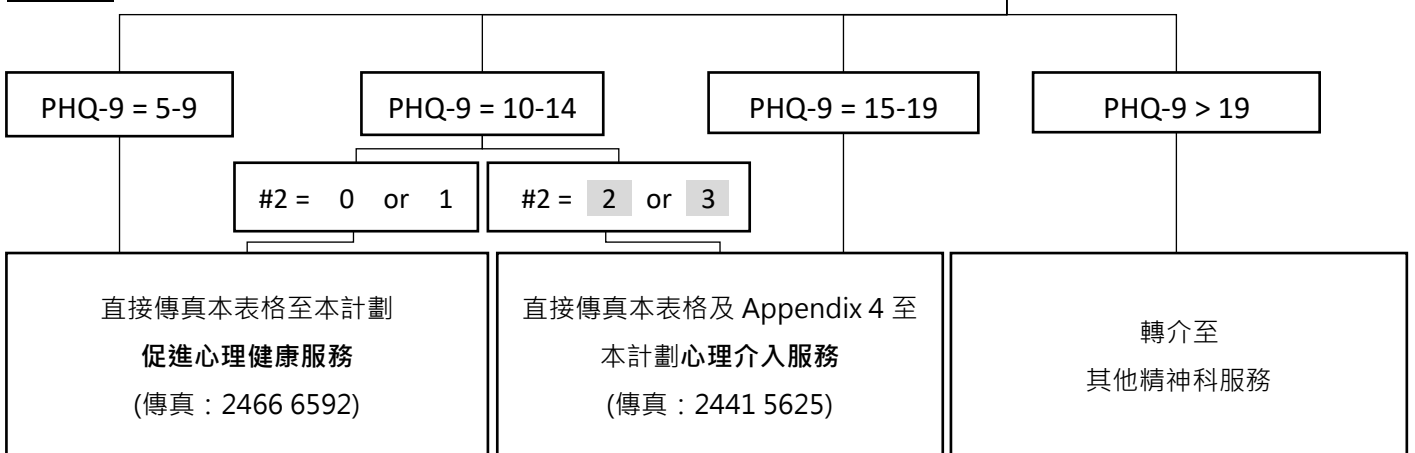 PHQ-9 = 5-9
PHQ-9 = 10-14
PHQ-9 = 15-19
PHQ-9 > 19
#2 = 0 or 1
#2 = 2 or 3
直接傳真本表格至本計劃
促進心理健康服務
(傳真：2466 6592)
直接傳真本表格及 Appendix 4 至
本計劃心理介入服務
(傳真：2441 5625)
轉介至
其他精神科服務